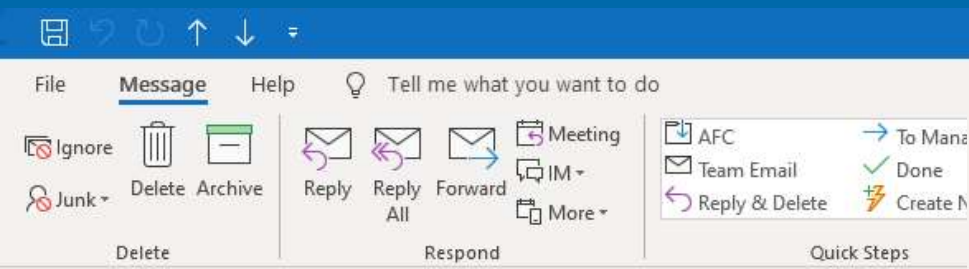 File Message Help Tell me what you want to do
Ignore
Junk
Delete
Archive
Delete
Reply
Reply
All
Forward
Meeting
IM
More
Respond
AFC
Team Email
Reply & Delete
To Mana
Done
Create N
Quick Steps